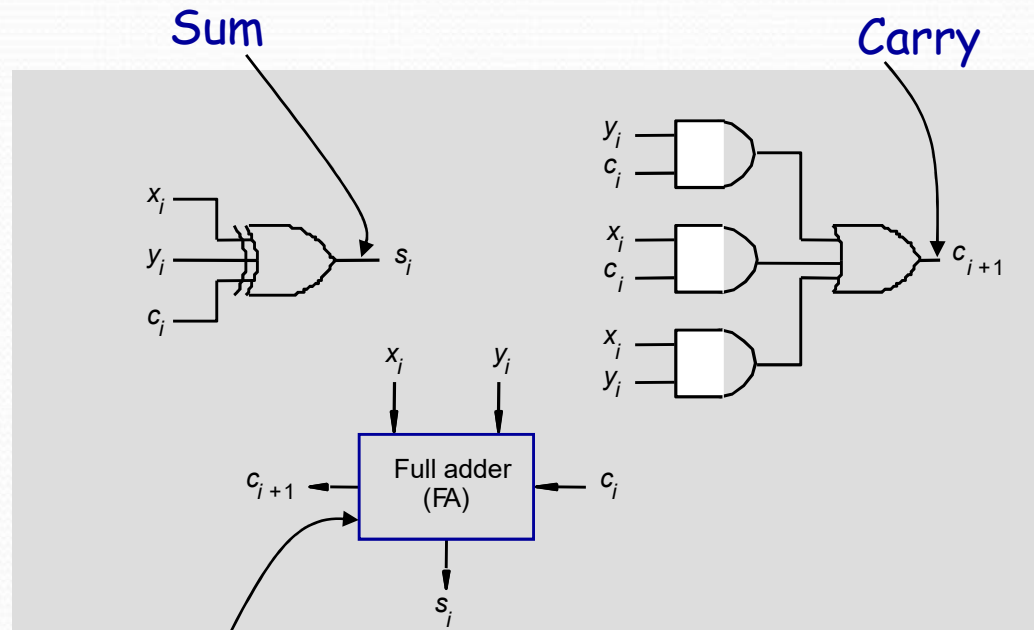 Sum
Carry
x_i
y_i
c_i
s_i
y_i
c_i
x_i
c_i
x_i
y_i
c_{i+1}
x_i
y_i
c_{i+1}
Full adder
(FA)
c_i
s_i